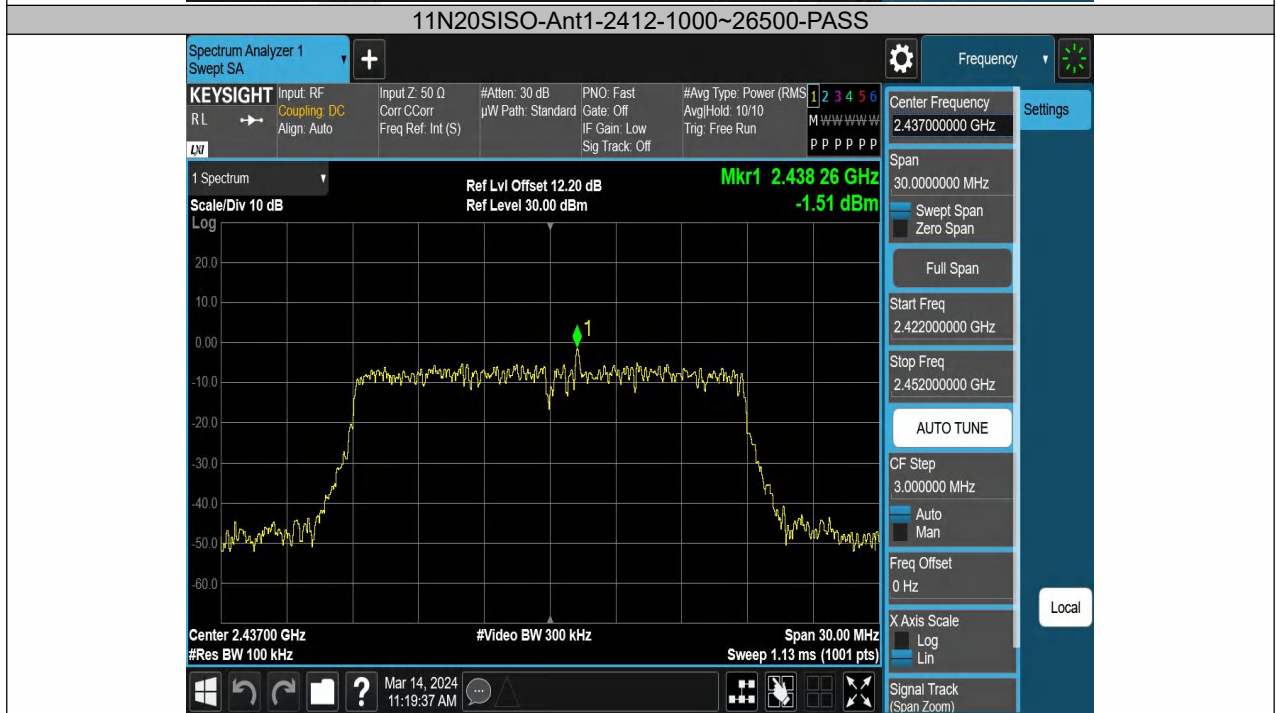 11N20SISO-Ant1-2412-1000~26500-PASS
Spectrum Analyzer 1
Swept SA
+
Frequency
KEYSIGHT
RL
LXI
Input: RF
Coupling: DC
Align: Auto
Input Z: 50 Ω
Corr CCorr
Freq Ref: Int (S)
#Atten: 30 dB
µW Path: Standard
PNO: Fast
Gate: Off
IF Gain: Low
Sig Track: Off
#Avg Type: Power (RMS
Avg|Hold: 10/10
Trig: Free Run
1 2 3 4 5 6
M W W W W W
P P P P P P
1 Spectrum
Scale/Div 10 dB
Log
Ref Lvl Offset 12.20 dB
Ref Level 30.00 dBm
Mkr1 2.438 26 GHz
-1.51 dBm
20.0
10.0
0.00
-10.0
-20.0
-30.0
-40.0
-50.0
-60.0
1
Center 2.43700 GHz
#Video BW 300 kHz
Span 30.00 MHz
#Res BW 100 kHz
Sweep 1.13 ms (1001 pts)
Center Frequency
2.437000000 GHz
Settings
Span
30.0000000 MHz
Swept Span
Zero Span
Full Span
Start Freq
2.422000000 GHz
Stop Freq
2.452000000 GHz
AUTO TUNE
CF Step
3.000000 MHz
Auto
Man
Freq Offset
0 Hz
X Axis Scale
Log
Lin
Signal Track
(Span Zoom)
Local
?
Mar 14, 2024
11:19:37 AM